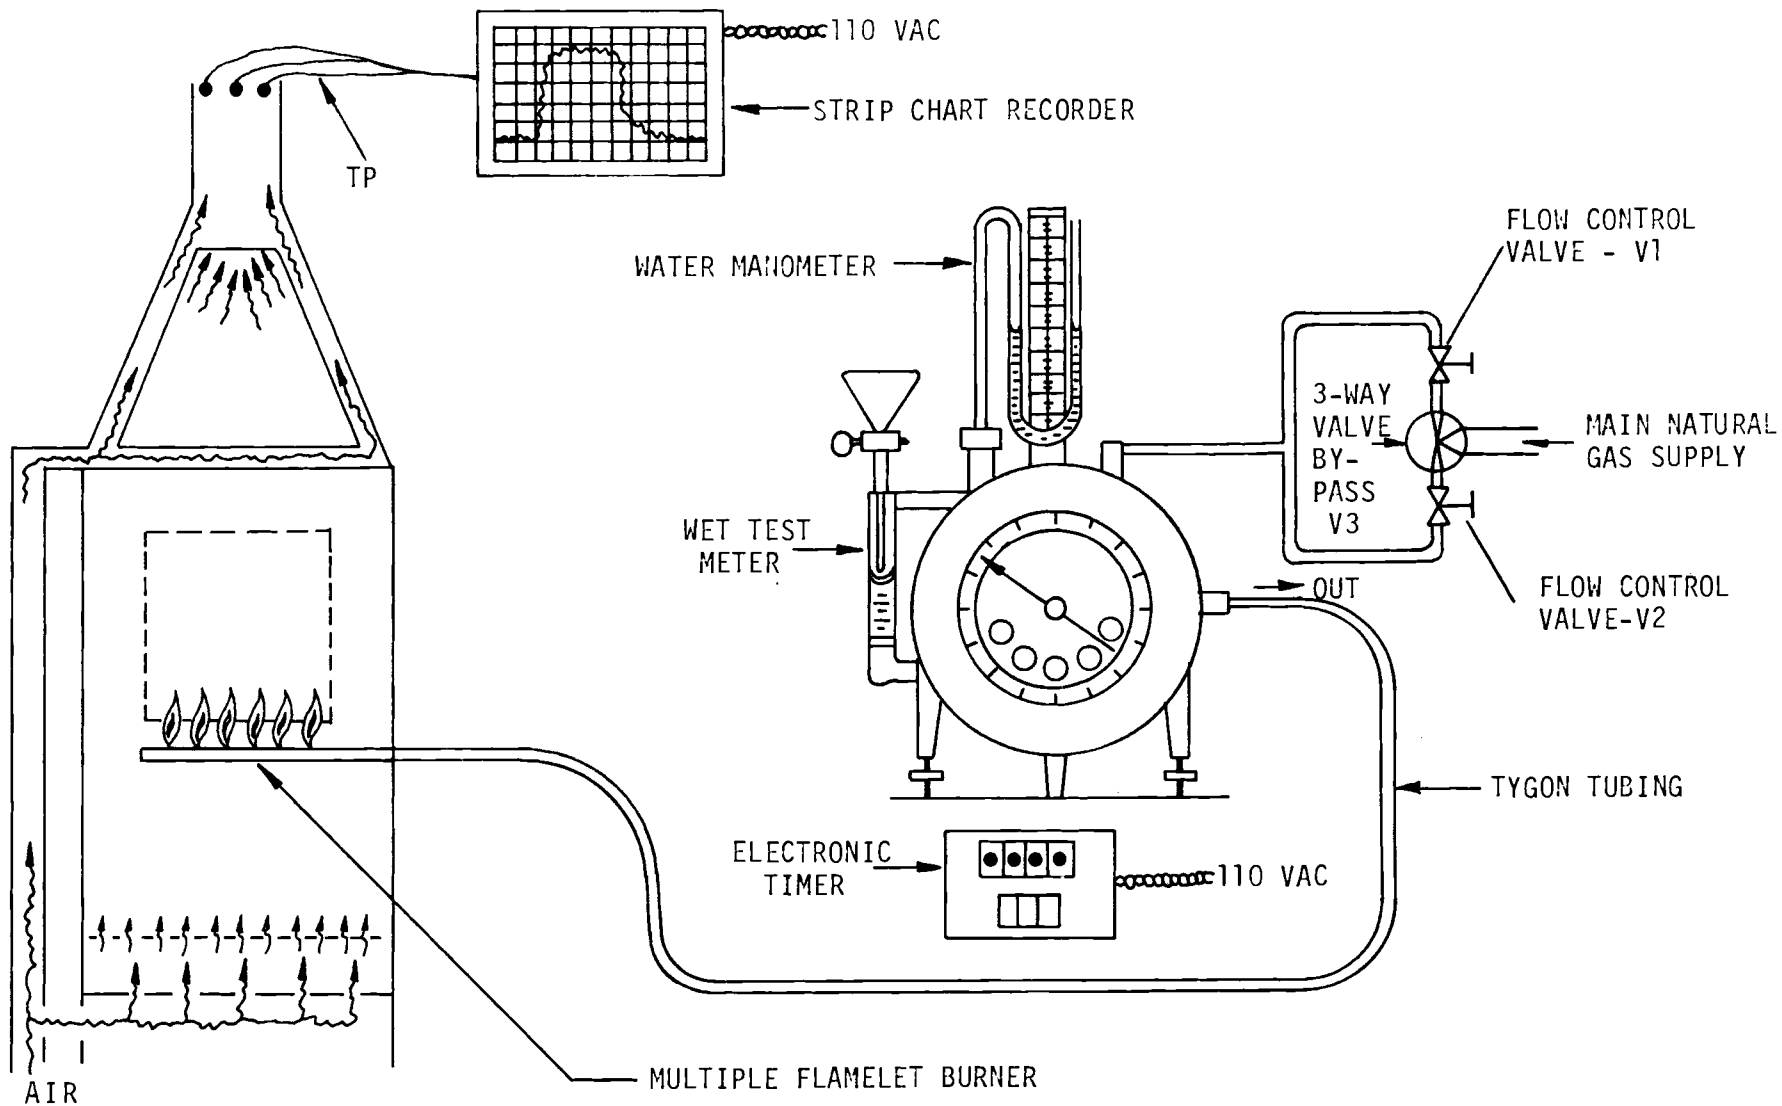 110 VAC
STRIP CHART RECORDER
TP
FLOW CONTROL
VALVE - V1
WATER MANOMETER
3-WAY
VALVE
BY-
PASS
V3
MAIN NATURAL
GAS SUPPLY
WET TEST
METER
OUT
FLOW CONTROL
VALVE-V2
TYGON TUBING
ELECTRONIC
TIMER
110 VAC
MULTIPLE FLAMELET BURNER
AIR